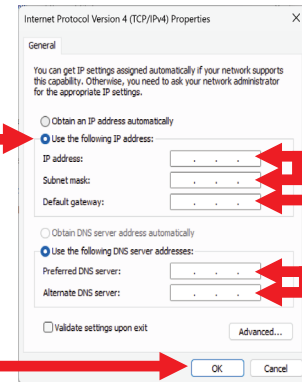 Internet Protocol Version 4 (TCP/IPv4) Properties X
General
You can get IP settings assigned automatically if your network supports
this capability. Otherwise, you need to ask your network administrator
for the appropriate IP settings.
Obtain an IP address automatically
Use the following IP address:
IP address: . . .
Subnet mask: . . .
Default gateway: . . .
Obtain DNS server address automatically
Use the following DNS server addresses:
Preferred DNS server: . . .
Alternate DNS server: . . .
Validate settings upon exit
Advanced...
OK Cancel